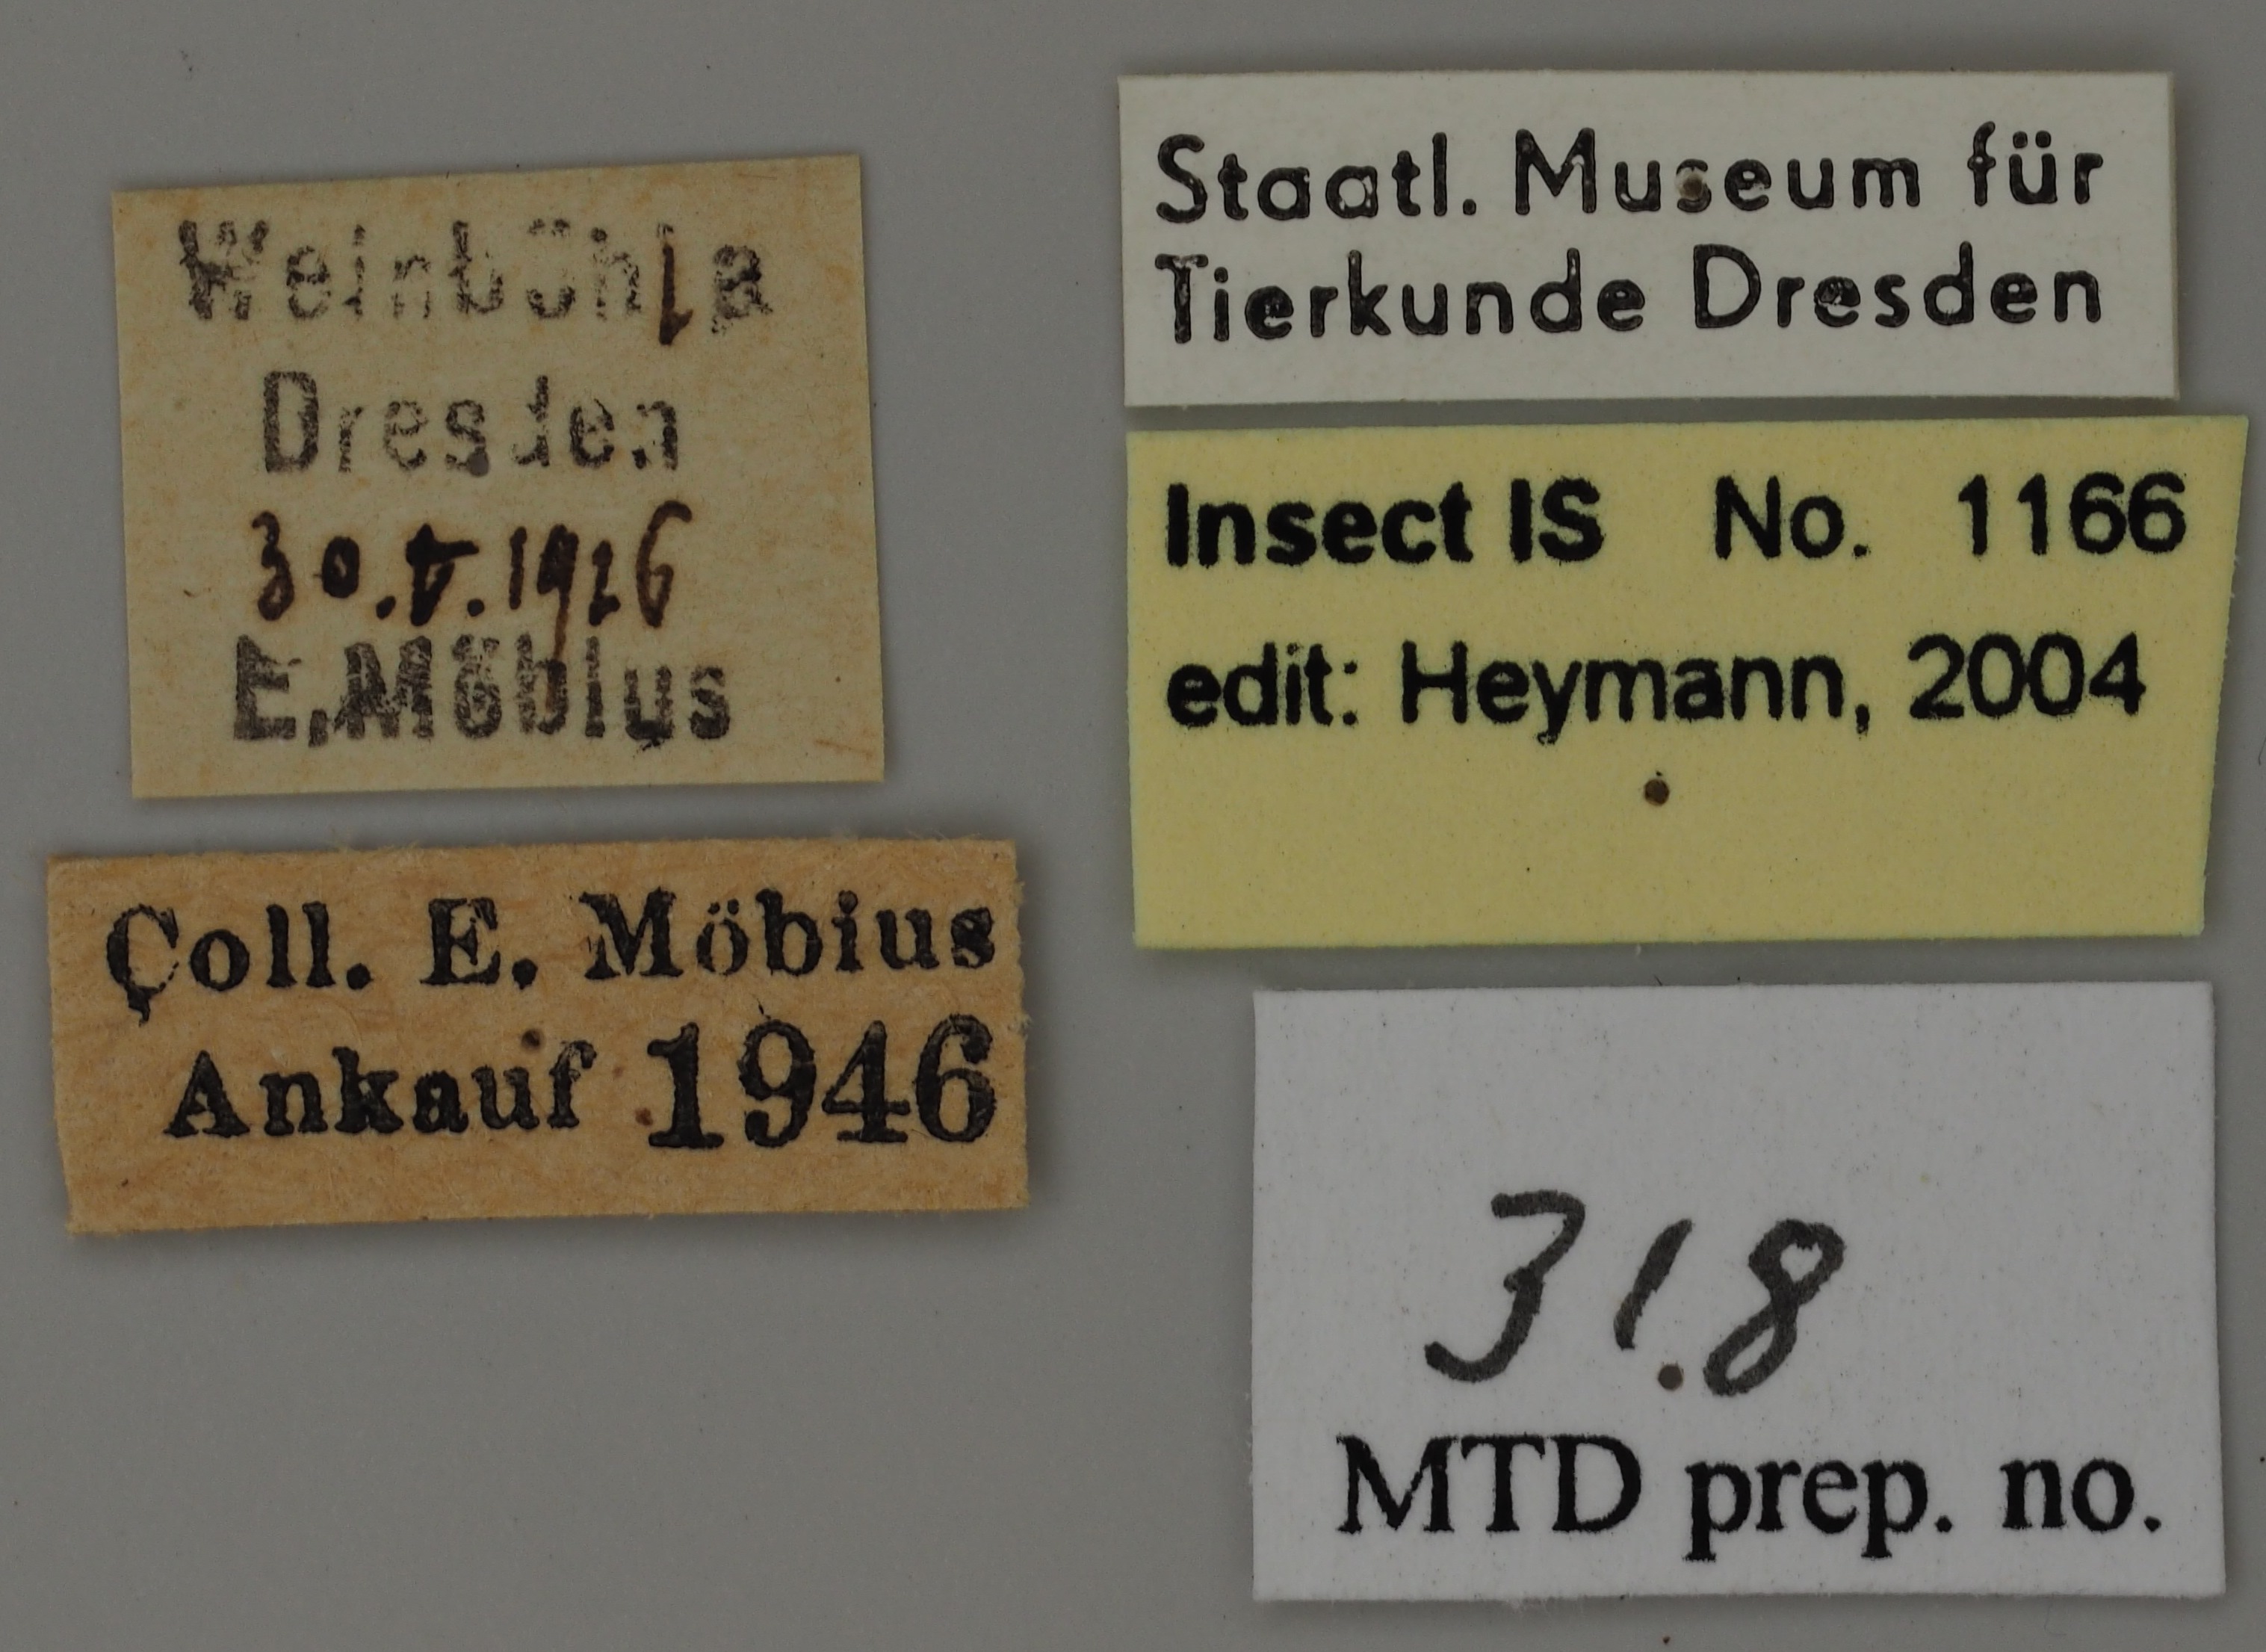 Weinböhla
Dresden
30.V.1926
E.Möbius
Coll. E. Möbius
Ankauf 1946
Staatl. Museum für
Tierkunde Dresden
Insect IS No. 1166
edit: Heymann, 2004
318
MTD prep. no.